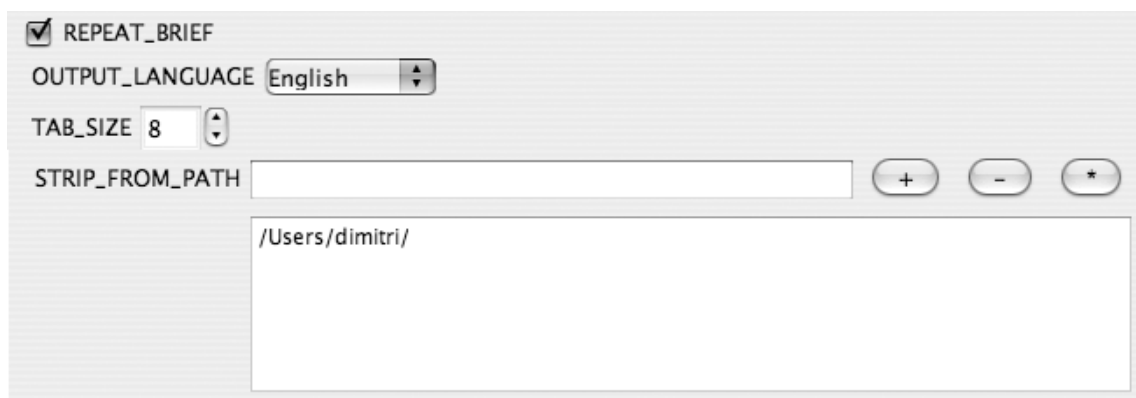 REPEAT_BRIEF
OUTPUT_LANGUAGE English
TAB_SIZE 8
STRIP_FROM_PATH + - *
/Users/dimitri/